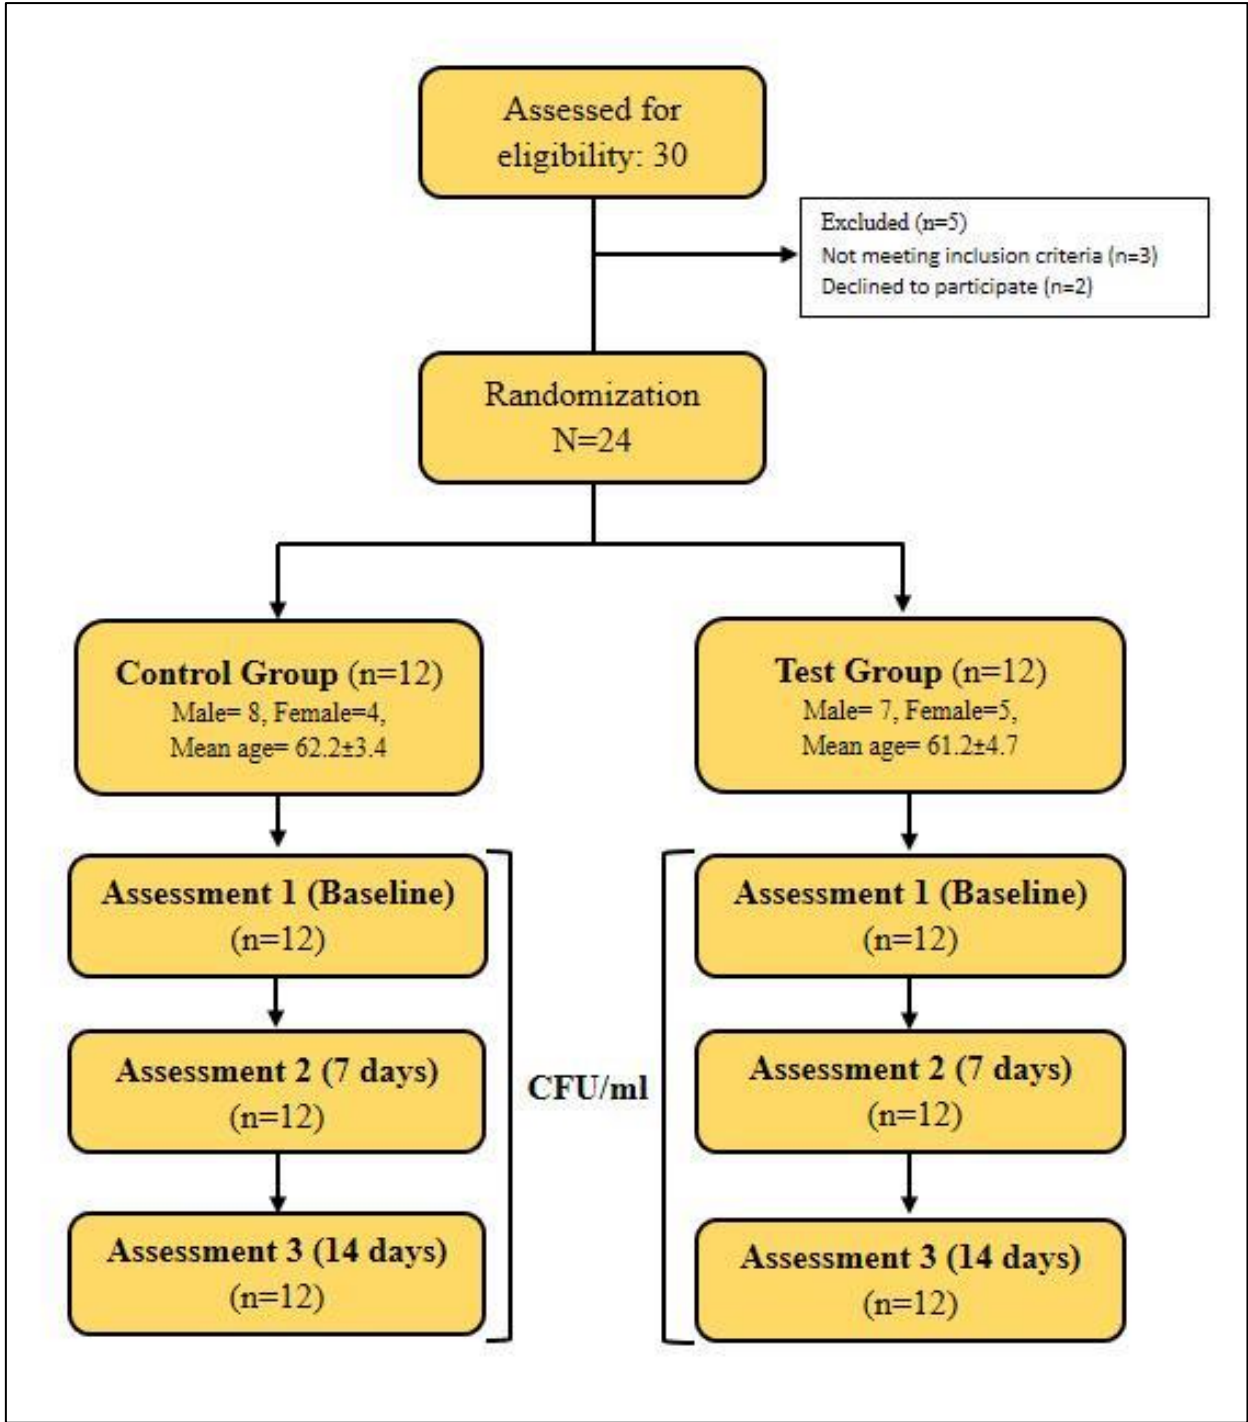 Assessed for
eligibility: 30
Excluded (n=5)
Not meeting inclusion criteria (n=3)
Declined to participate (n=2)
Randomization
N=24
Control Group (n=12)
Male= 8, Female=4,
Mean age= 62.2±3.4
Test Group (n=12)
Male= 7, Female=5,
Mean age= 61.2±4.7
Assessment 1 (Baseline)
(n=12)
Assessment 1 (Baseline)
(n=12)
Assessment 2 (7 days)
(n=12)
CFU/ml
Assessment 2 (7 days)
(n=12)
Assessment 3 (14 days)
(n=12)
Assessment 3 (14 days)
(n=12)